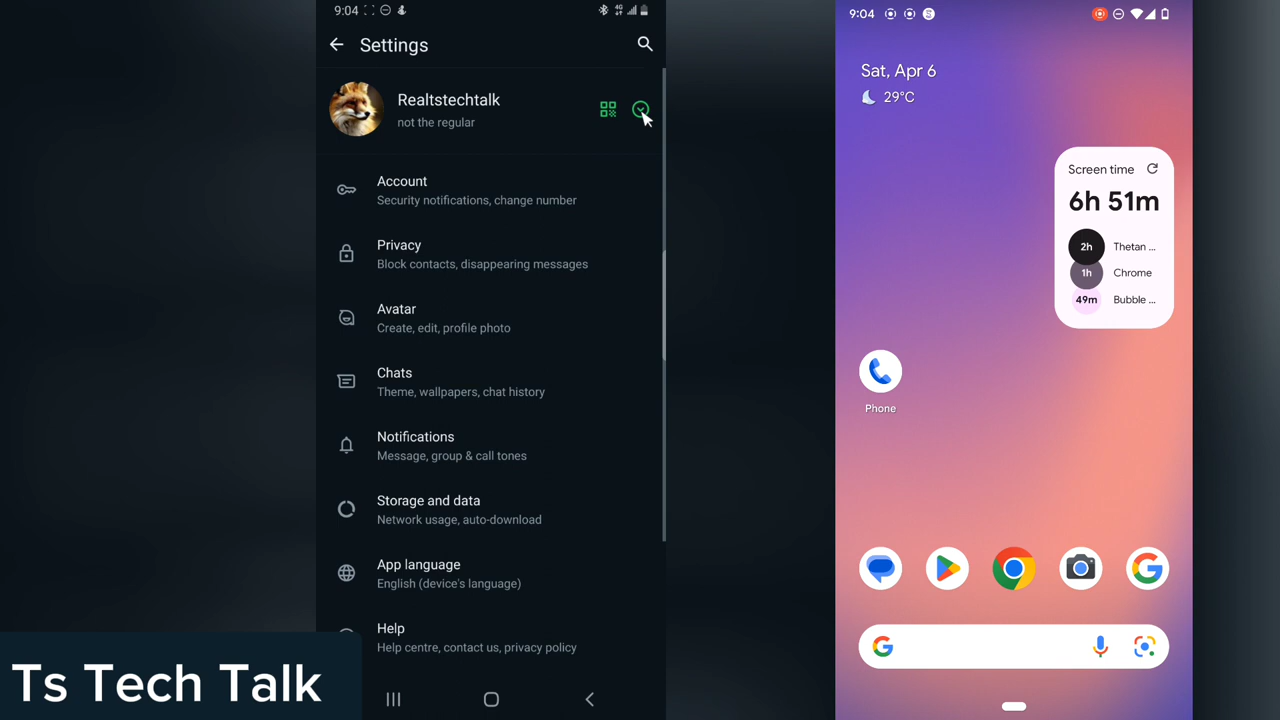 9:04
4G
Settings
Realtstechtalk
not the regular
Account
Security notifications, change number
Privacy
Block contacts, disappearing messages
Avatar
Create, edit, profile photo
Chats
Theme, wallpapers, chat history
Notifications
Message, group & call tones
Storage and data
Network usage, auto-download
App language
English (device's language)
Help
Help centre, contact us, privacy policy
Ts Tech Talk
9:04
S
Sat, Apr 6
29°C
Screen time
6h 51m
2h Thetan ...
1h Chrome
49m Bubble ...
Phone